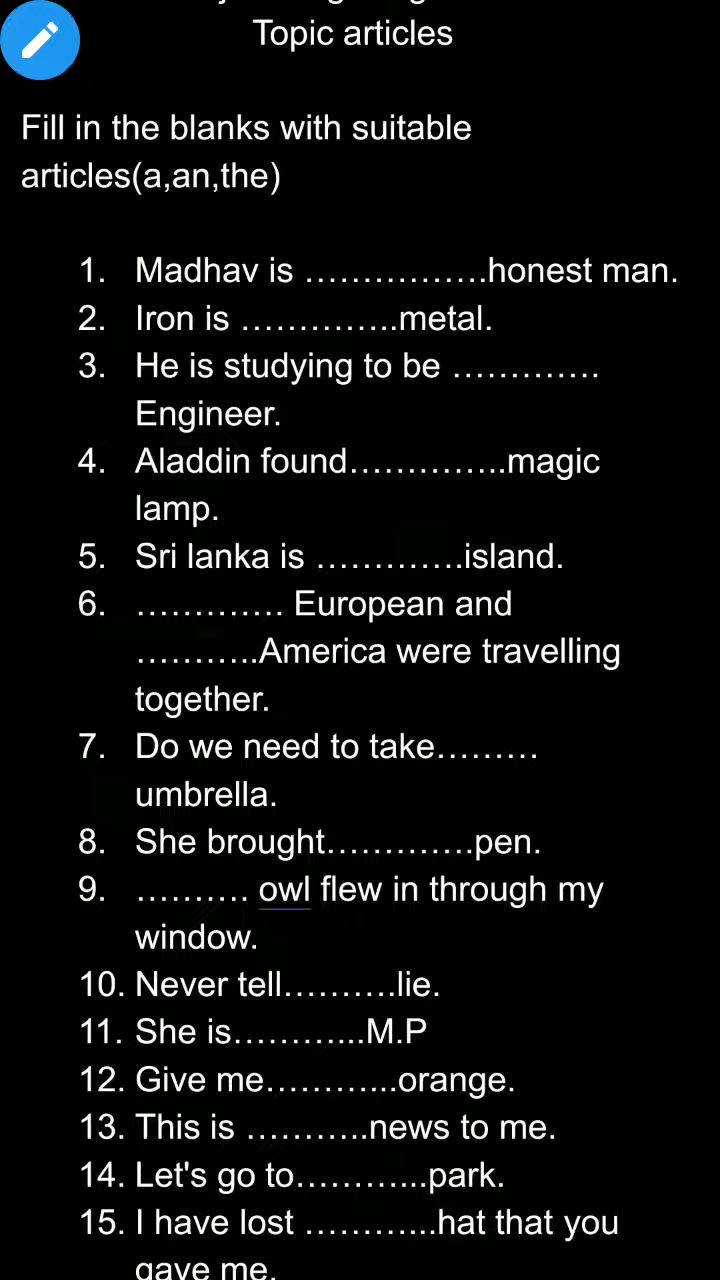 Topic articles
Fill in the blanks with suitable
articles(a,an,the)
1. Madhav is ................honest man.
2. Iron is ..............metal.
3. He is studying to be .............
Engineer.
4. Aladdin found..............magic
lamp.
5. Sri lanka is .............island.
6. ............. European and
...........America were travelling
together.
7. Do we need to take.........
umbrella.
8. She brought.............pen.
9. .......... owl flew in through my
window.
10. Never tell..........lie.
11. She is............M.P
12. Give me............orange.
13. This is ...........news to me.
14. Let's go to............park.
15. I have lost ............hat that you
gave me.